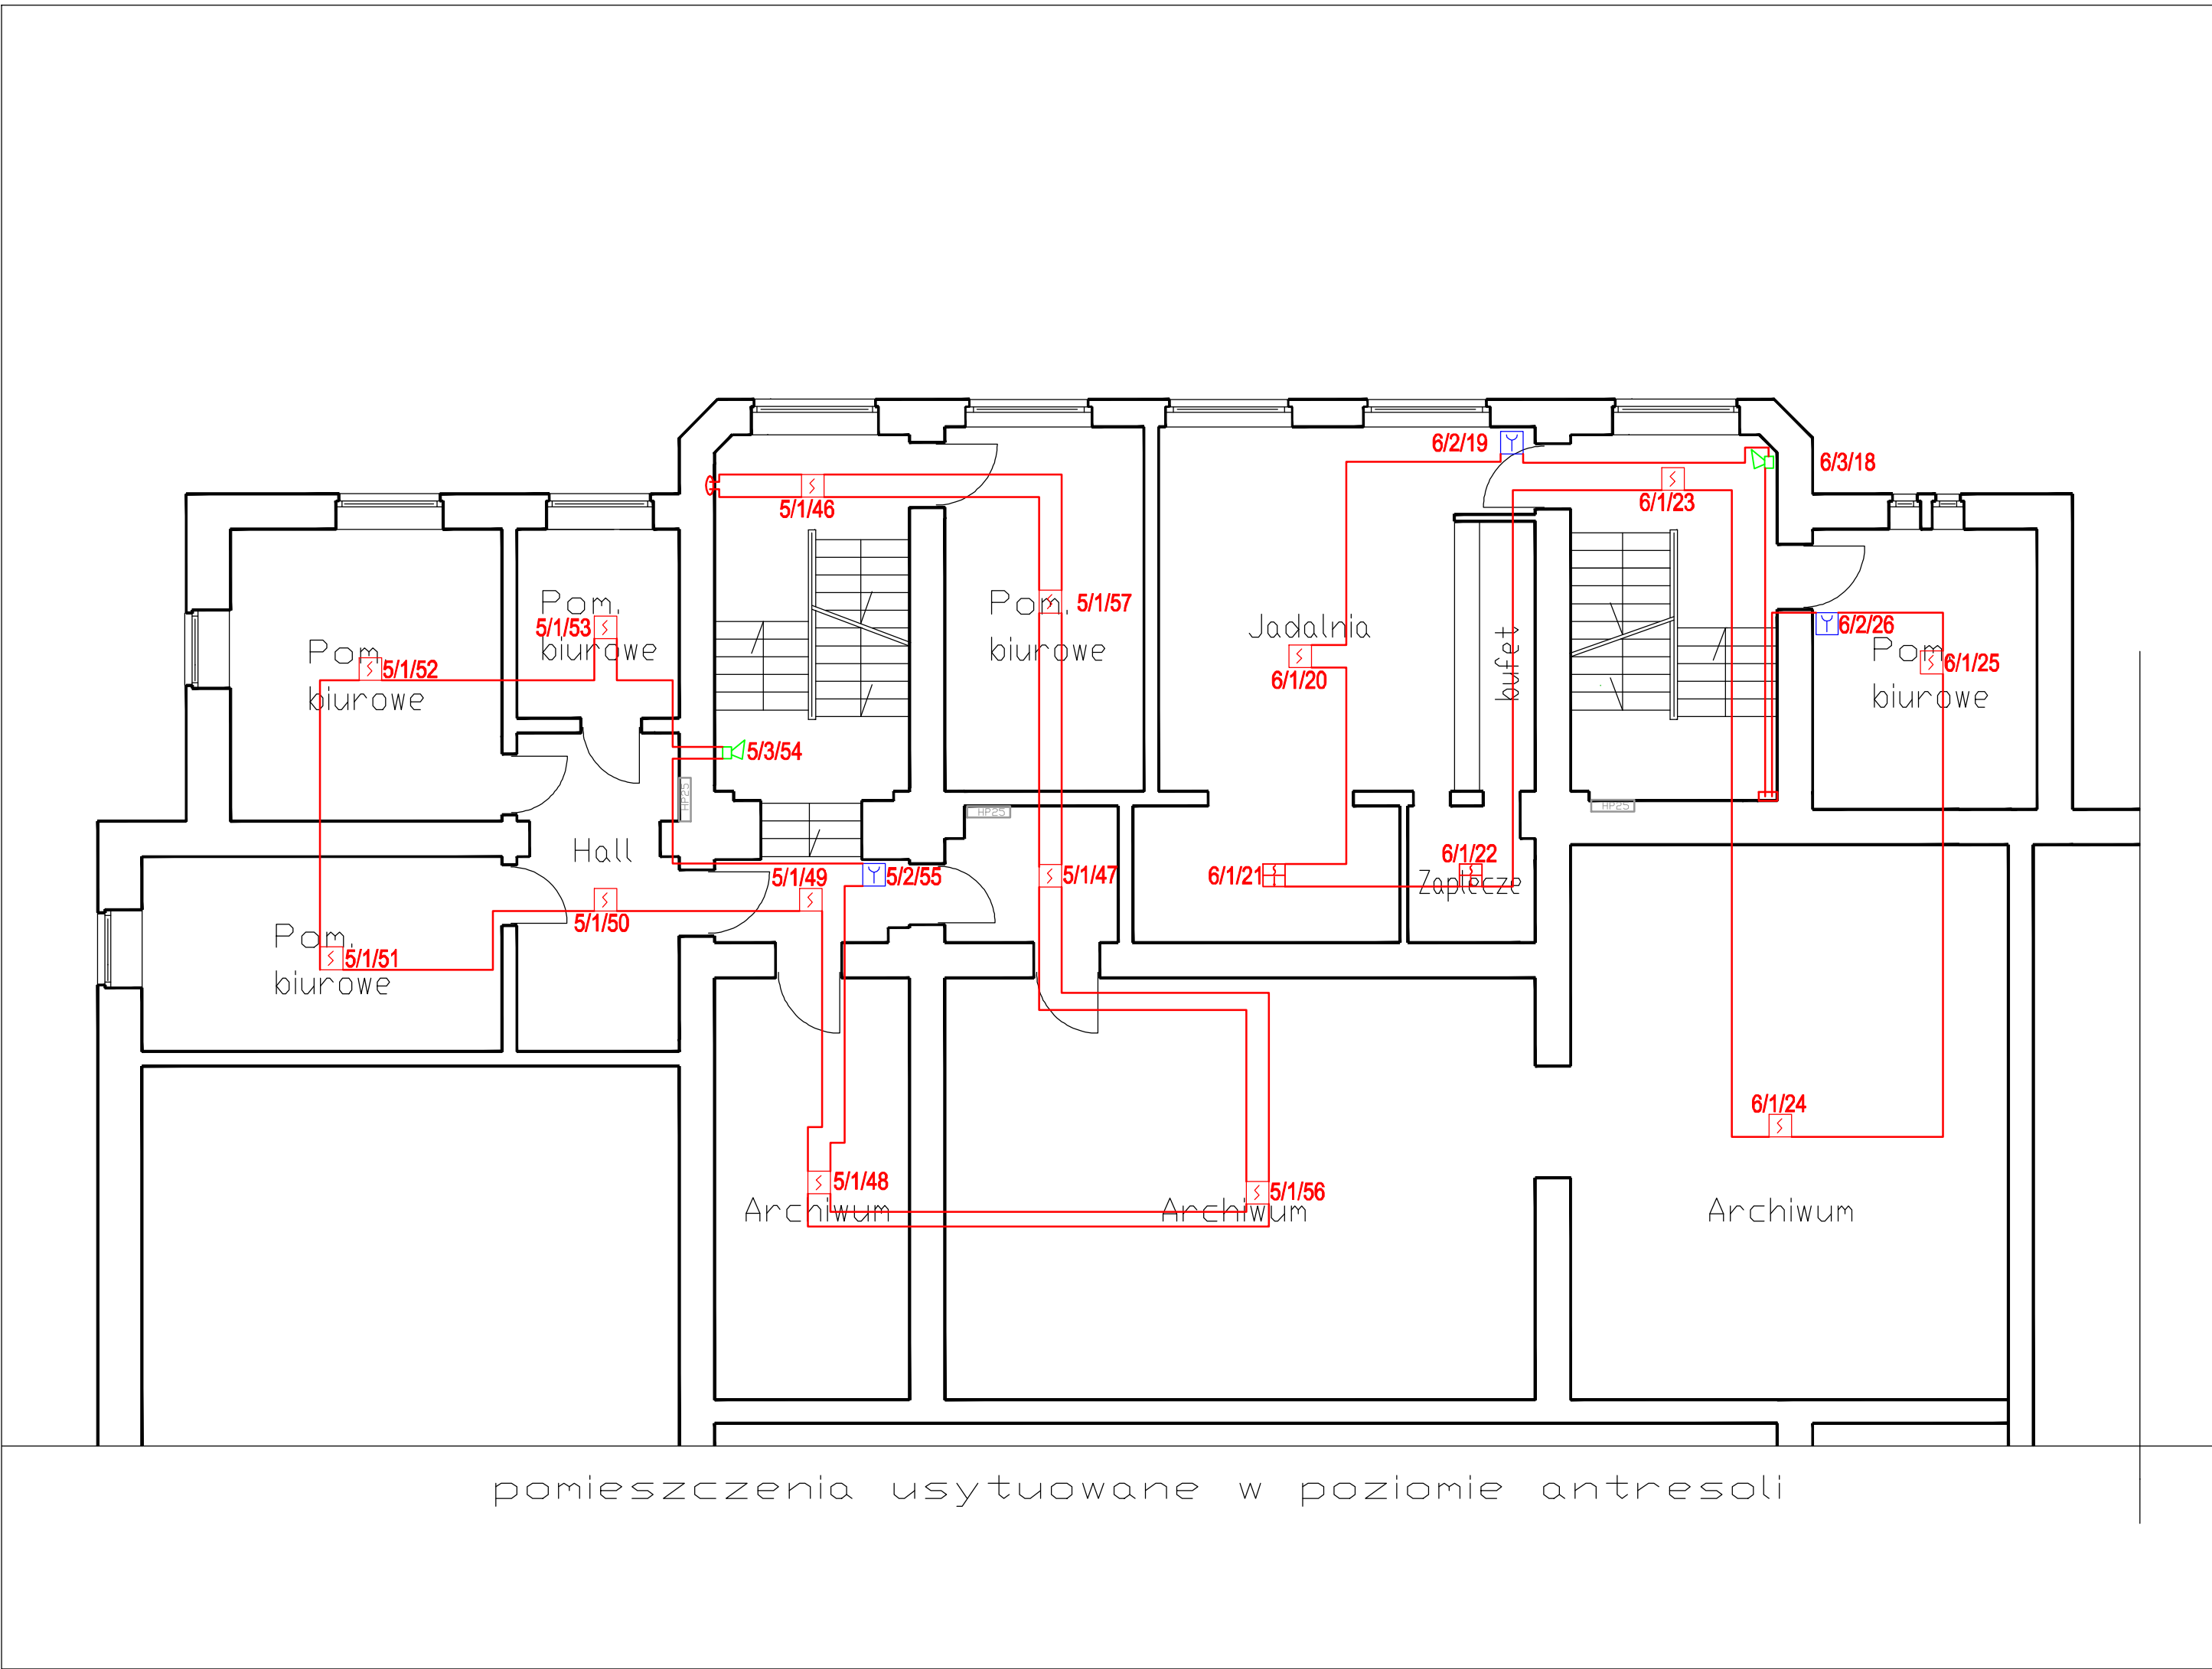 6/2/19
6/3/18
5/1/46
6/1/23
Pom.
biurowe
5/1/53
Pom.
biurowe
5/1/57
Jadalnia
bufet
6/2/26
Pom.
biurowe
6/1/25
Pom.
biurowe
5/1/52
6/1/20
5/3/54
HP25
HP25
HP25
Hall
5/1/49
5/2/55
5/1/47
6/1/21
6/1/22
Zaplecze
5/1/50
Pom.
biurowe
5/1/51
6/1/24
5/1/48
Archiwum
5/1/56
Archiwum
Archiwum
pomieszczenia usytuowane w poziomie antresoli